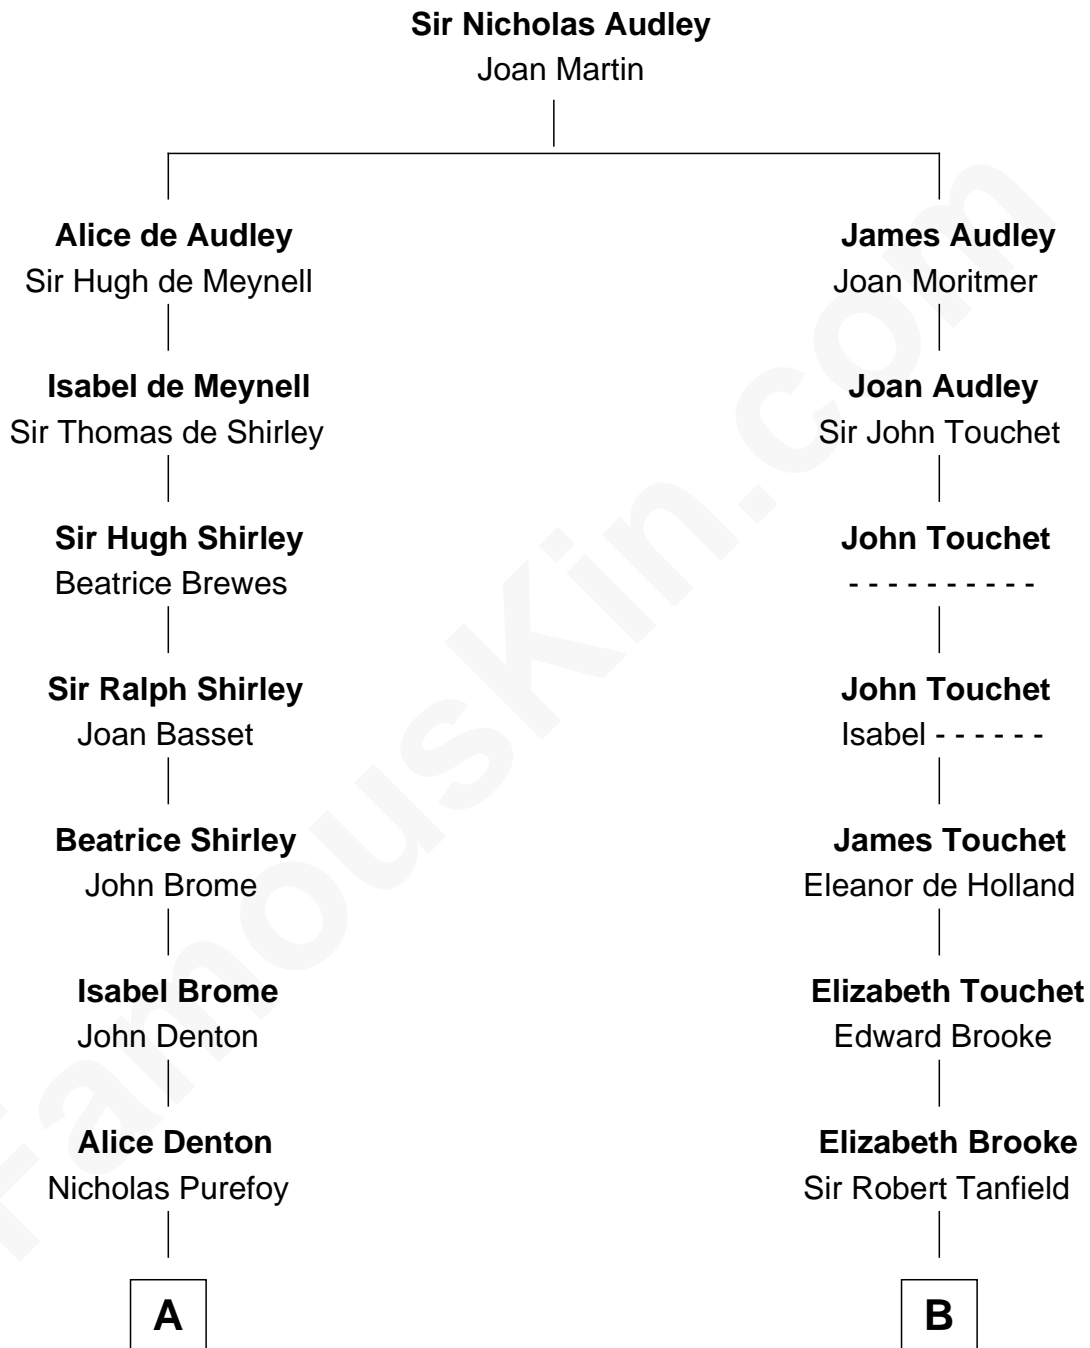 Sir Nicholas Audley
Joan Martin
Alice de Audley
Sir Hugh de Meynell
James Audley
Joan Moritmer
Isabel de Meynell
Sir Thomas de Shirley
Joan Audley
Sir John Touchet
Sir Hugh Shirley
Beatrice Brewes
John Touchet
- - - - - - - - - -
Sir Ralph Shirley
Joan Basset
John Touchet
Isabel - - - - - -
Beatrice Shirley
John Brome
James Touchet
Eleanor de Holland
Isabel Brome
John Denton
Elizabeth Touchet
Edward Brooke
Alice Denton
Nicholas Purefoy
Elizabeth Brooke
Sir Robert Tanfield
A
B
FamousKin.com